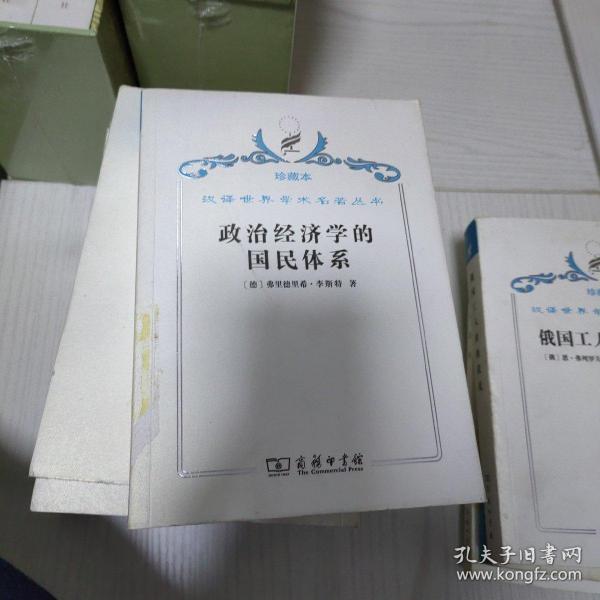 珍藏本
汉译世界学术名著丛书
政治经济学的
国民体系
〔德〕弗里德里希·李斯特 著
商务印书馆
The Commercial Press
珍藏
汉译世界学
俄国工人
孔夫子旧书网
www.kongfz.com